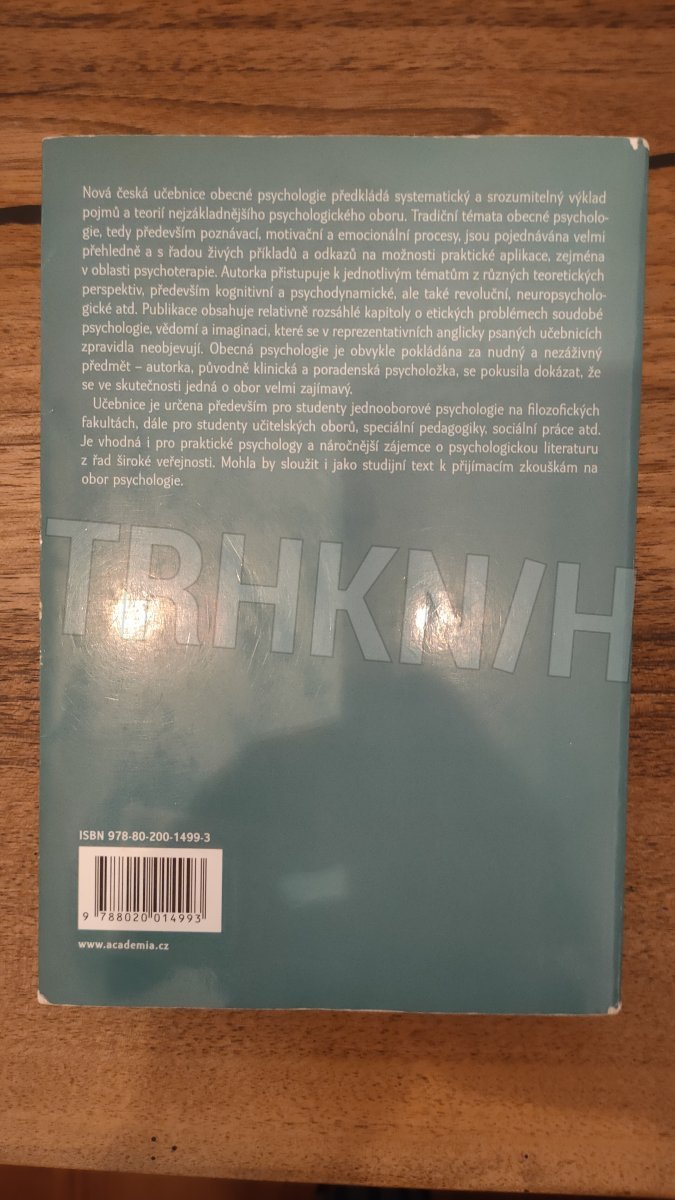 Nová česká učebnice obecné psychologie předkládá systematický a srozumitelný výklad
pojmů a teorií nejzákladnějšího psychologického oboru. Tradiční témata obecné psycholo-
gie, tedy především poznávací, motivační a emocionální procesy, jsou pojednávána velmi
přehledně a s řadou živých příkladů a odkazů na možnosti praktické aplikace, zejména
v oblasti psychoterapie. Autorka přistupuje k jednotlivým tématům z různých teoretických
perspektiv, především kognitivní a psychodynamické, ale také revoluční, neuropsycholo-
gické atd. Publikace obsahuje relativně rozsáhlé kapitoly o etických problémech soudobé
psychologie, vědomí a imaginaci, které se v reprezentativních anglicky psaných učebnicích
zpravidla neobjevují. Obecná psychologie je obvykle pokládána za nudný a nezáživný
předmět – autorka, původně klinická a poradenská psycholožka, se pokusila dokázat, že
se ve skutečnosti jedná o obor velmi zajímavý.
Učebnice je určena především pro studenty jednooborové psychologie na filozofických
fakultách, dále pro studenty učitelských oborů, speciální pedagogiky, sociální práce atd.
Je vhodná i pro praktické psychology a náročnější zájemce o psychologickou literaturu
z řad široké veřejnosti. Mohla by sloužit i jako studijní text k přijímacím zkouškám na
obor psychologie.
TRHKN/H
ISBN 978-80-200-1499-3
9 788020 014993
www.academia.cz